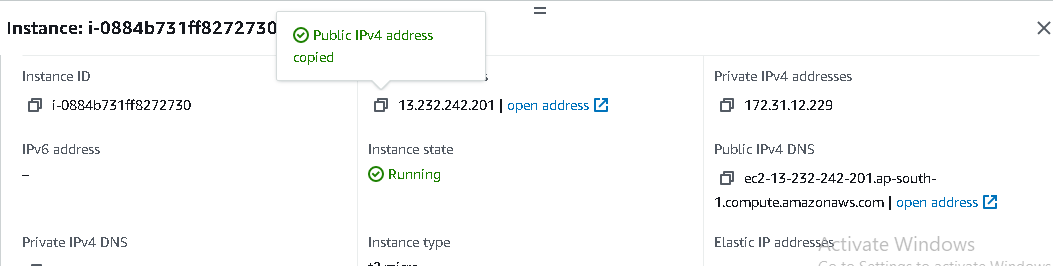 Instance: i-0884b731ff8272730
Public IPv4 address
copied
Instance ID
i-0884b731ff8272730
13.232.242.201 | open address
Private IPv4 addresses
172.31.12.229
IPv6 address
–
Instance state
Running
Public IPv4 DNS
ec2-13-232-242-201.ap-south-
1.compute.amazonaws.com | open address
Private IPv4 DNS
Instance type
t2.micro
Elastic IP addresses
Activate Windows
Go to Settings to activate Windows